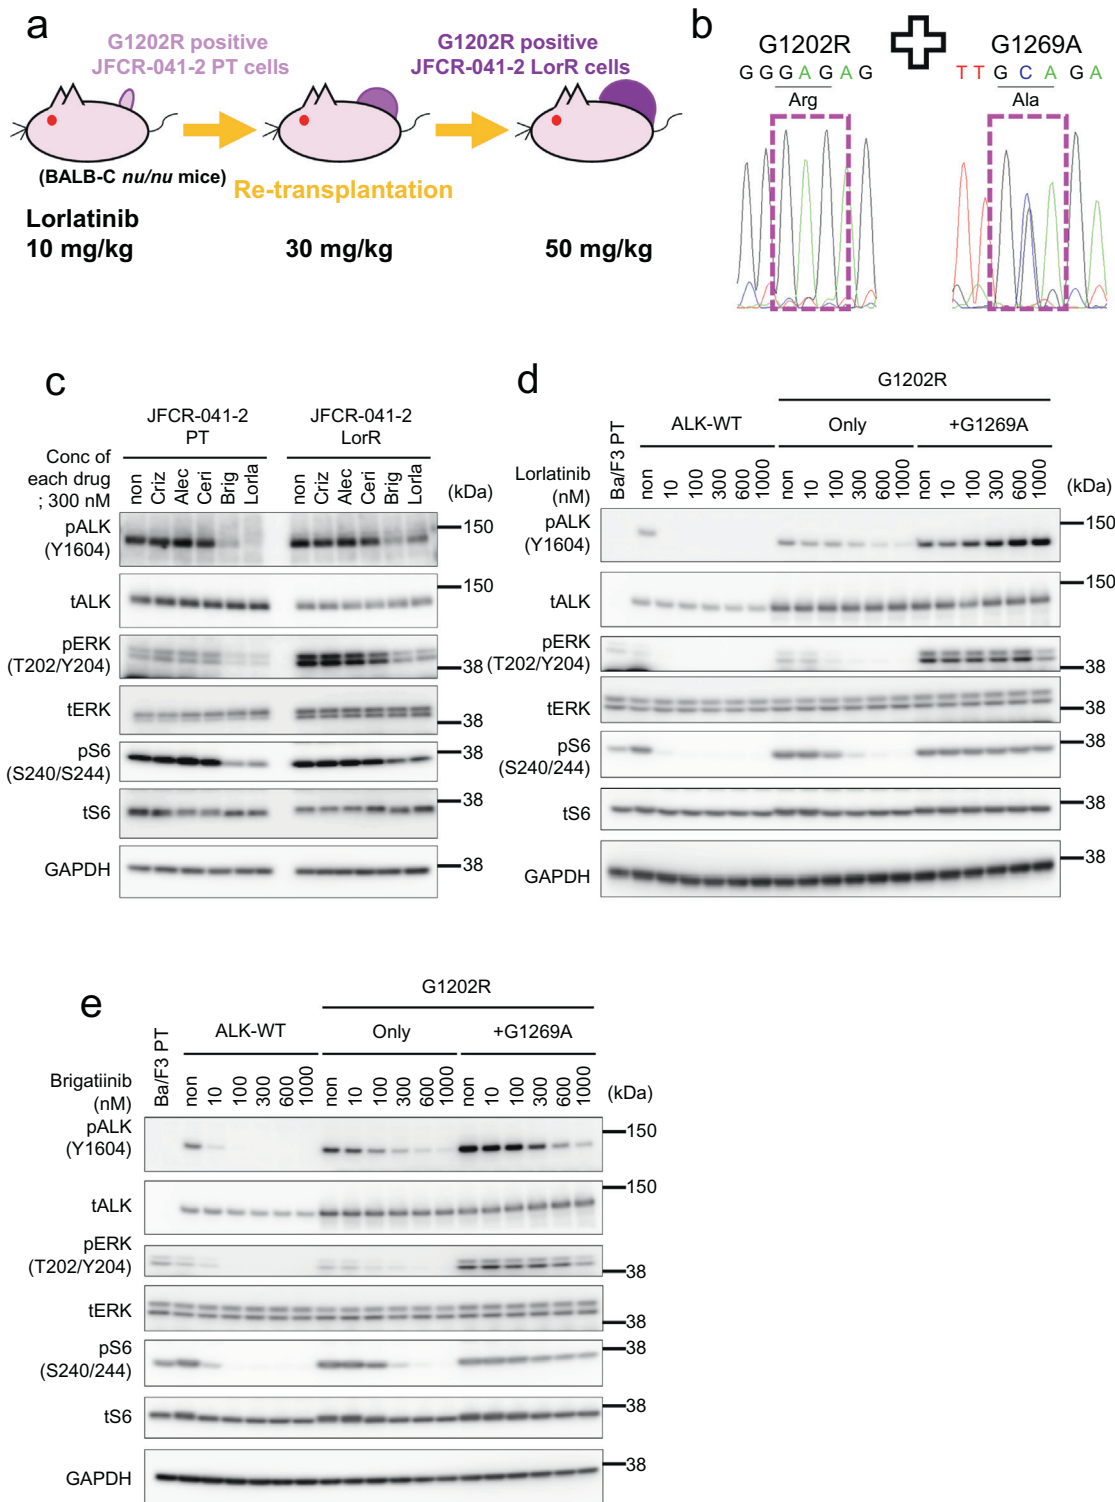 a
G1202R positive
JFCR-041-2 PT cells
G1202R positive
JFCR-041-2 LorR cells
(BALB-C nu/nu mice)
Re-transplantation
Lorlatinib
10 mg/kg
30 mg/kg
50 mg/kg
b
G1202R
G1269A
G G G A G A G
T T G C A G A
Arg
Ala
c
JFCR-041-2
PT
JFCR-041-2
LorR
Conc of
each drug
; 300 nM
non Criz Alec Ceri Brig Lorla
non Criz Alec Ceri Brig Lorla
(kDa)
pALK
(Y1604)
150
tALK
150
pERK
(T202/Y204)
38
tERK
38
pS6
(S240/S244)
38
tS6
38
GAPDH
38
d
G1202R
ALK-WT
Only
+G1269A
Lorlatinib
(nM)
Ba/F3 PT
non 10 100 300 600 1000
non 10 100 300 600 1000
non 10 100 300 600 1000
(kDa)
pALK
(Y1604)
150
tALK
150
pERK
(T202/Y204)
38
tERK
38
pS6
(S240/244)
38
tS6
38
GAPDH
38
e
G1202R
ALK-WT
Only
+G1269A
Brigatiinib
(nM)
Ba/F3 PT
non 10 100 300 600 1000
non 10 100 300 600 1000
non 10 100 300 600 1000
(kDa)
pALK
(Y1604)
150
tALK
150
pERK
(T202/Y204)
38
tERK
38
pS6
(S240/244)
38
tS6
38
GAPDH
38